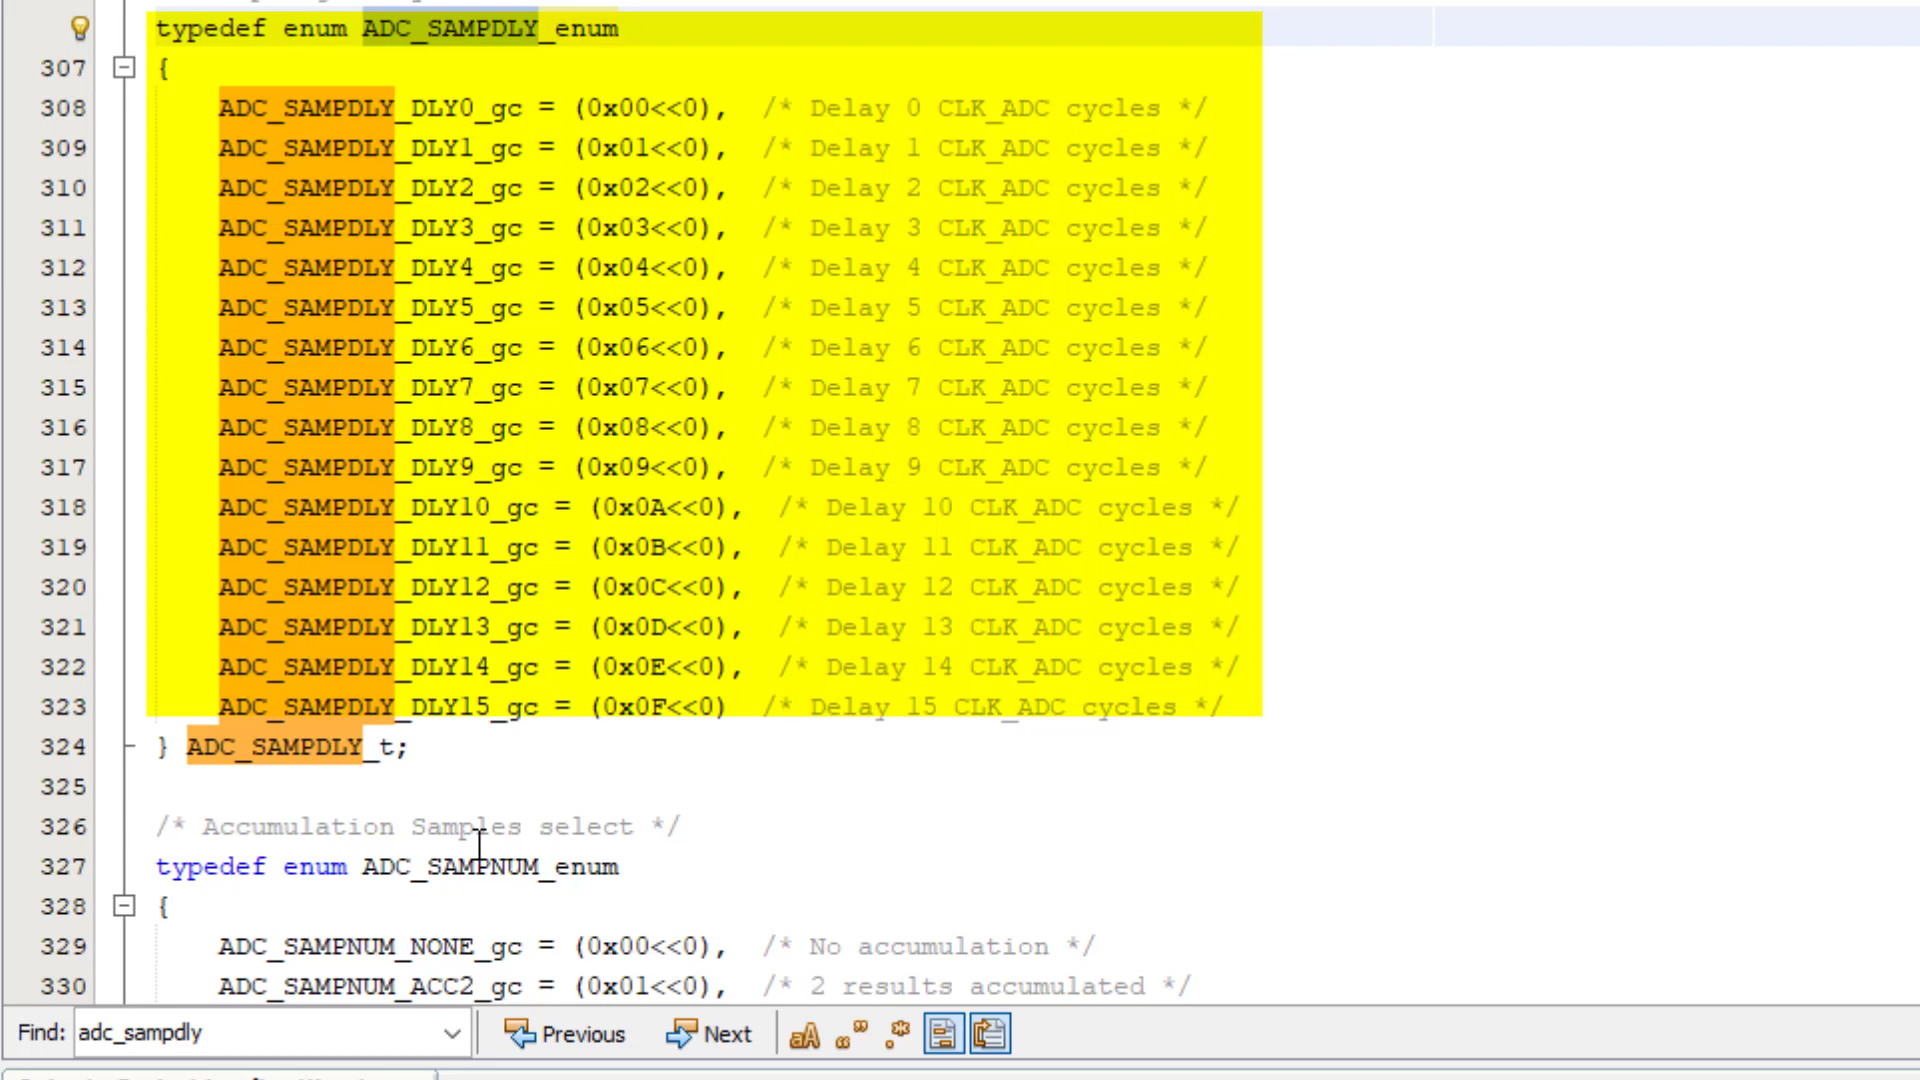 typedef enum ADC_SAMPDLY_enum
307 {
308 ADC_SAMPDLY_DLY0_gc = (0x00<<0), /* Delay 0 CLK_ADC cycles */
309 ADC_SAMPDLY_DLY1_gc = (0x01<<0), /* Delay 1 CLK_ADC cycles */
310 ADC_SAMPDLY_DLY2_gc = (0x02<<0), /* Delay 2 CLK_ADC cycles */
311 ADC_SAMPDLY_DLY3_gc = (0x03<<0), /* Delay 3 CLK_ADC cycles */
312 ADC_SAMPDLY_DLY4_gc = (0x04<<0), /* Delay 4 CLK_ADC cycles */
313 ADC_SAMPDLY_DLY5_gc = (0x05<<0), /* Delay 5 CLK_ADC cycles */
314 ADC_SAMPDLY_DLY6_gc = (0x06<<0), /* Delay 6 CLK_ADC cycles */
315 ADC_SAMPDLY_DLY7_gc = (0x07<<0), /* Delay 7 CLK_ADC cycles */
316 ADC_SAMPDLY_DLY8_gc = (0x08<<0), /* Delay 8 CLK_ADC cycles */
317 ADC_SAMPDLY_DLY9_gc = (0x09<<0), /* Delay 9 CLK_ADC cycles */
318 ADC_SAMPDLY_DLY10_gc = (0x0A<<0), /* Delay 10 CLK_ADC cycles */
319 ADC_SAMPDLY_DLY11_gc = (0x0B<<0), /* Delay 11 CLK_ADC cycles */
320 ADC_SAMPDLY_DLY12_gc = (0x0C<<0), /* Delay 12 CLK_ADC cycles */
321 ADC_SAMPDLY_DLY13_gc = (0x0D<<0), /* Delay 13 CLK_ADC cycles */
322 ADC_SAMPDLY_DLY14_gc = (0x0E<<0), /* Delay 14 CLK_ADC cycles */
323 ADC_SAMPDLY_DLY15_gc = (0x0F<<0) /* Delay 15 CLK_ADC cycles */
324 } ADC_SAMPDLY_t;
325
326 /* Accumulation Samples select */
327 typedef enum ADC_SAMPNUM_enum
328 {
329 ADC_SAMPNUM_NONE_gc = (0x00<<0), /* No accumulation */
330 ADC_SAMPNUM_ACC2_gc = (0x01<<0), /* 2 results accumulated */
Find: adc_sampdly Previous Next aA